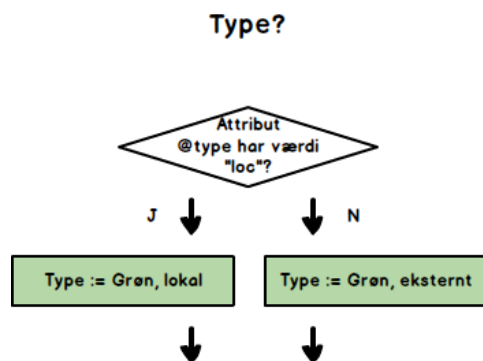 Type?
Attribut
@type har værdi
"loc"?
J
N
Type := Grøn, lokal
Type := Grøn, eksternt